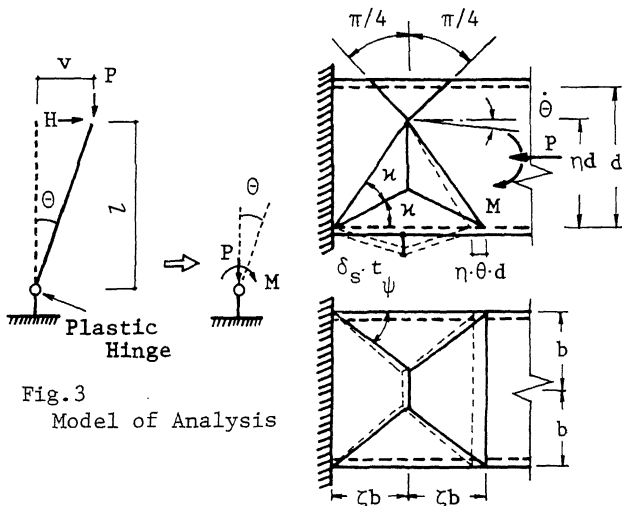 π/4 π/4
v
P
H
Θ
l
Θ
P
M
Plastic
Hinge
Fig.3
Model of Analysis
θ̇
P
ηd
d
M
ϰ
ϰ
δs·t
η·θ·d
ψ
b
b
ζb ζb